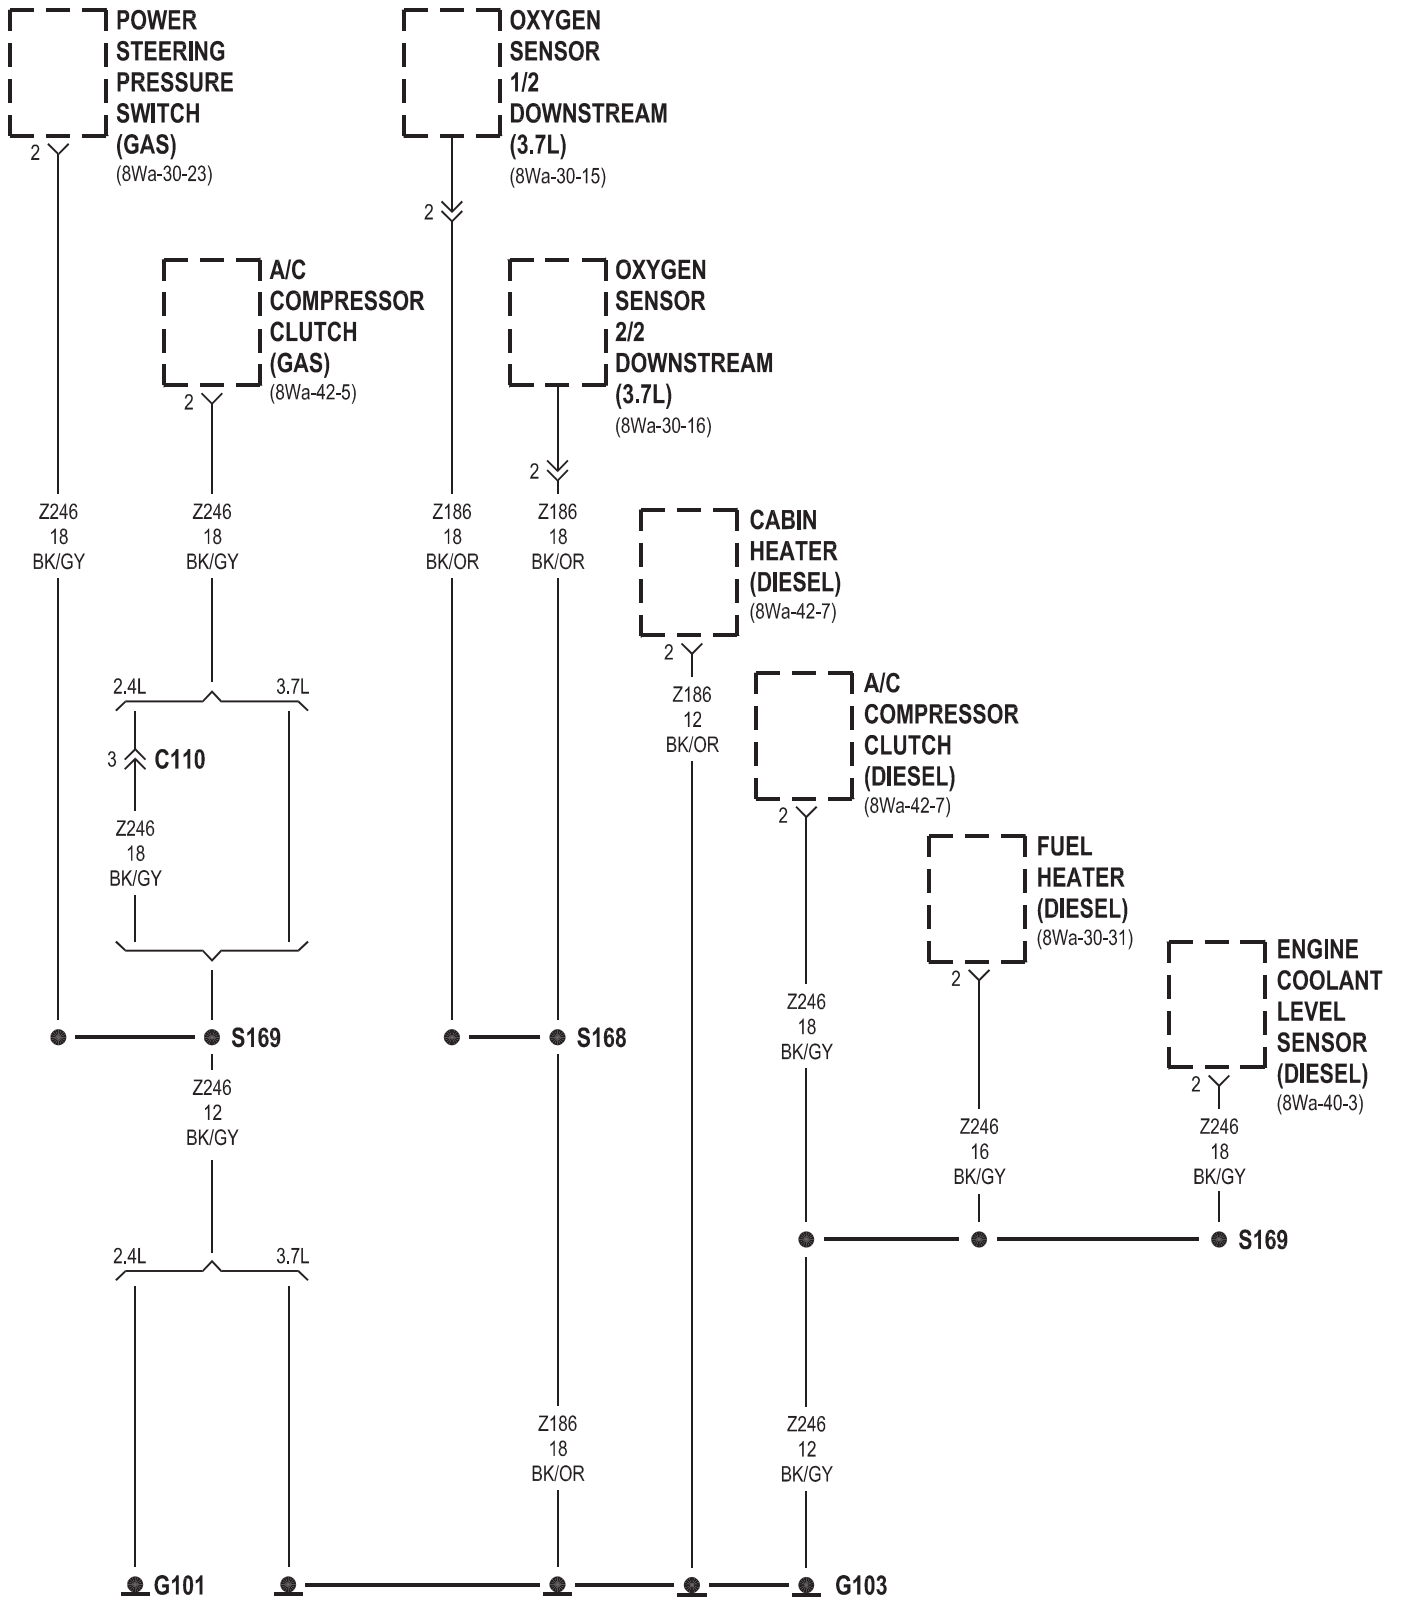 POWER
STEERING
PRESSURE
SWITCH
(GAS)
(8Wa-30-23)
2
OXYGEN
SENSOR
1/2
DOWNSTREAM
(3.7L)
(8Wa-30-15)
2
A/C
COMPRESSOR
CLUTCH
(GAS)
(8Wa-42-5)
2
OXYGEN
SENSOR
2/2
DOWNSTREAM
(3.7L)
(8Wa-30-16)
2
Z246
18
BK/GY
Z246
18
BK/GY
Z186
18
BK/OR
Z186
18
BK/OR
CABIN
HEATER
(DIESEL)
(8Wa-42-7)
2
Z186
12
BK/OR
2.4L
3.7L
3
C110
Z246
18
BK/GY
A/C
COMPRESSOR
CLUTCH
(DIESEL)
(8Wa-42-7)
2
FUEL
HEATER
(DIESEL)
(8Wa-30-31)
2
ENGINE
COOLANT
LEVEL
SENSOR
(DIESEL)
(8Wa-40-3)
2
Z246
18
BK/GY
S169
S168
Z246
12
BK/GY
Z246
16
BK/GY
Z246
18
BK/GY
S169
2.4L
3.7L
Z186
18
BK/OR
Z246
12
BK/GY
G101
G103